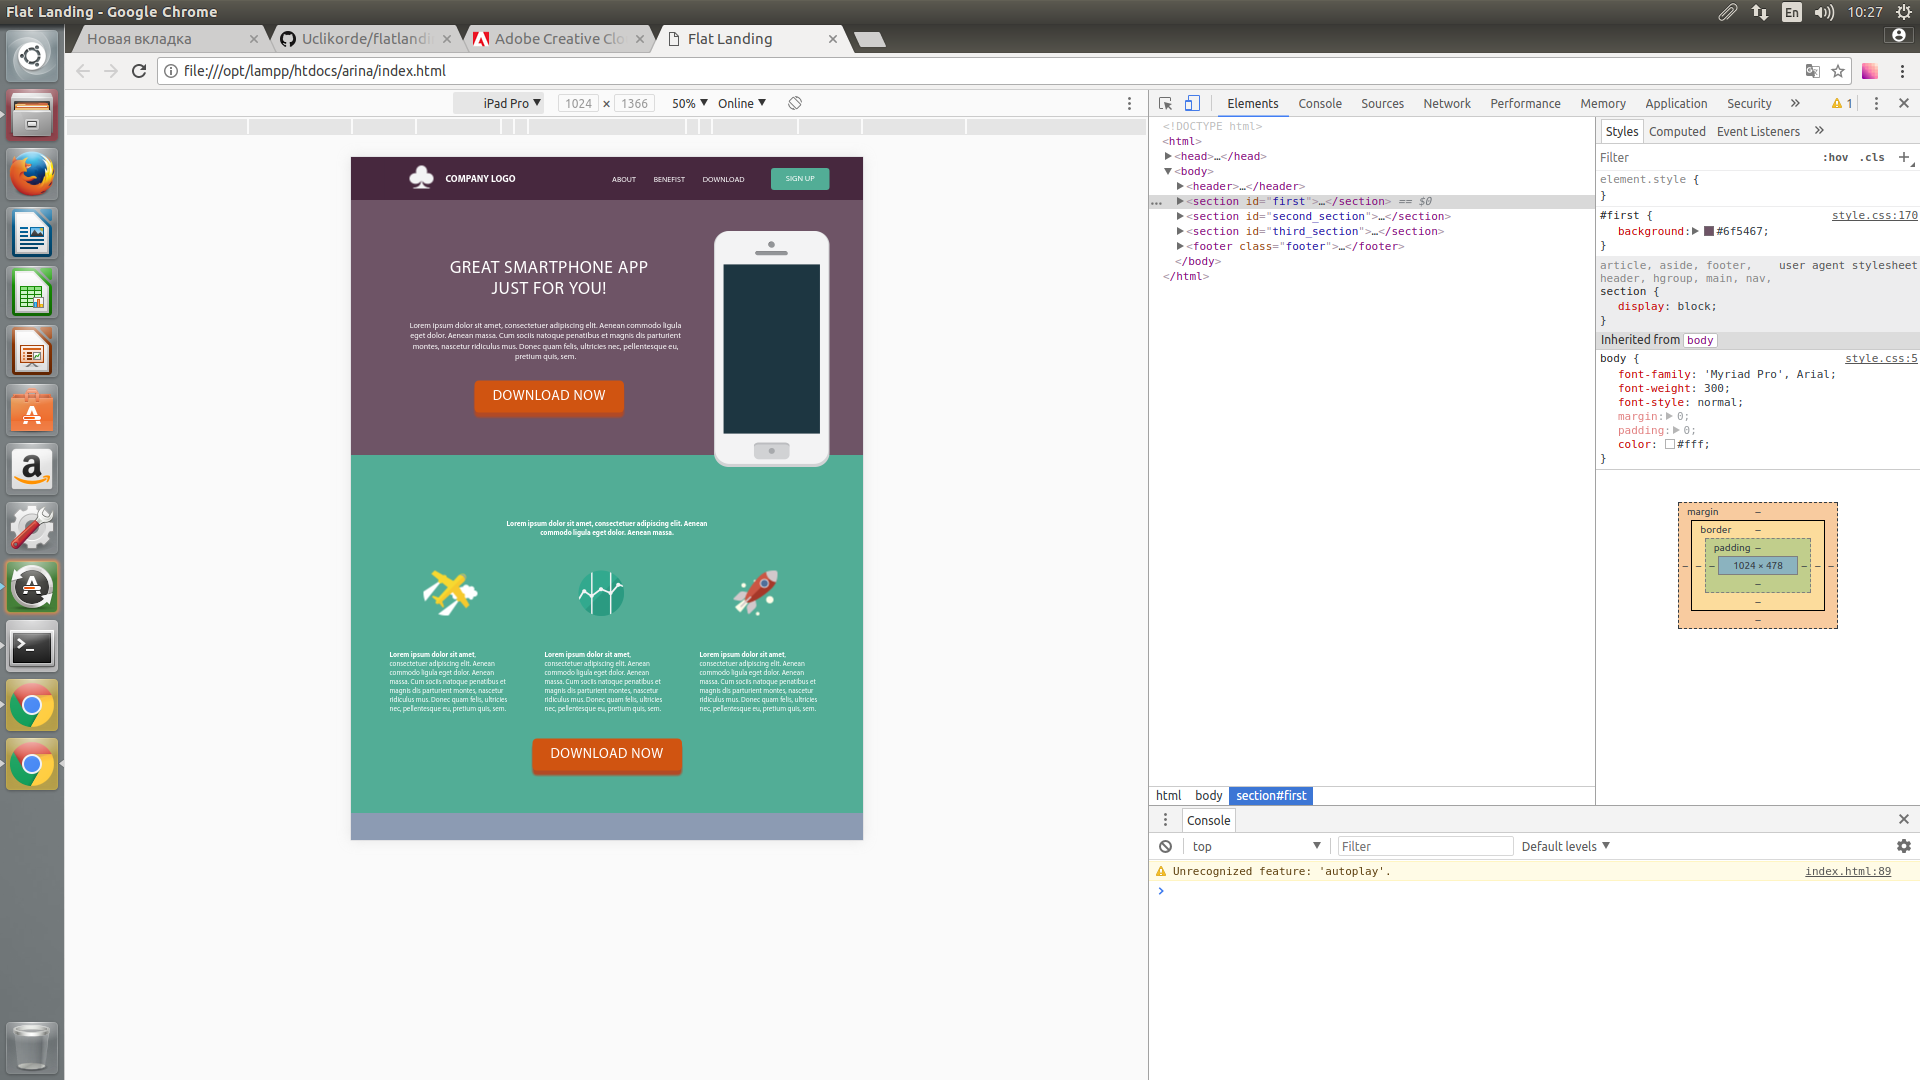 Flat Landing - Google Chrome
En
10:27
Новая вкладка
Uclikorde/flatlandi
Adobe Creative Clo
Flat Landing
file:///opt/lampp/htdocs/arina/index.html
iPad Pro
1024 × 1366
50%
Online
Elements
Console
Sources
Network
Performance
Memory
Application
Security
1
COMPANY LOGO
ABOUT
BENEFIST
DOWNLOAD
SIGN UP
GREAT SMARTPHONE APP
JUST FOR YOU!
Lorem ipsum dolor sit amet, consectetuer adipiscing elit. Aenean commodo ligula
eget dolor. Aenean massa. Cum sociis natoque penatibus et magnis dis parturient
montes, nascetur ridiculus mus. Donec quam felis, ultricies nec, pellentesque eu,
pretium quis, sem.
DOWNLOAD NOW
Lorem ipsum dolor sit amet, consectetuer adipiscing elit. Aenean
commodo ligula eget dolor. Aenean massa.
Lorem ipsum dolor sit amet,
consectetuer adipiscing elit. Aenean
commodo ligula eget dolor. Aenean
massa. Cum sociis natoque penatibus et
magnis dis parturient montes, nascetur
ridiculus mus. Donec quam felis, ultricies
nec, pellentesque eu, pretium quis, sem.
Lorem ipsum dolor sit amet,
consectetuer adipiscing elit. Aenean
commodo ligula eget dolor. Aenean
massa. Cum sociis natoque penatibus et
magnis dis parturient montes, nascetur
ridiculus mus. Donec quam felis, ultricies
nec, pellentesque eu, pretium quis, sem.
Lorem ipsum dolor sit amet,
consectetuer adipiscing elit. Aenean
commodo ligula eget dolor. Aenean
massa. Cum sociis natoque penatibus et
magnis dis parturient montes, nascetur
ridiculus mus. Donec quam felis, ultricies
nec, pellentesque eu, pretium quis, sem.
DOWNLOAD NOW
<!DOCTYPE html>
<html>
<head>…</head>
<body>
<header>…</header>
<section id="first">…</section> == $0
<section id="second_section">…</section>
<section id="third_section">…</section>
<footer class="footer">…</footer>
</body>
</html>
html
body
section#first
Styles
Computed
Event Listeners
Filter
:hov
.cls
element.style {
}
#first {
style.css:170
background: #6f5467;
}
article, aside, footer,
user agent stylesheet
header, hgroup, main, nav,
section {
display: block;
}
Inherited from body
body {
style.css:5
font-family: 'Myriad Pro', Arial;
font-weight: 300;
font-style: normal;
margin: 0;
padding: 0;
color: #fff;
}
margin –
border –
padding –
– – – 1024 × 478 – – –
–
–
–
Console
top
Filter
Default levels
Unrecognized feature: 'autoplay'.
index.html:89